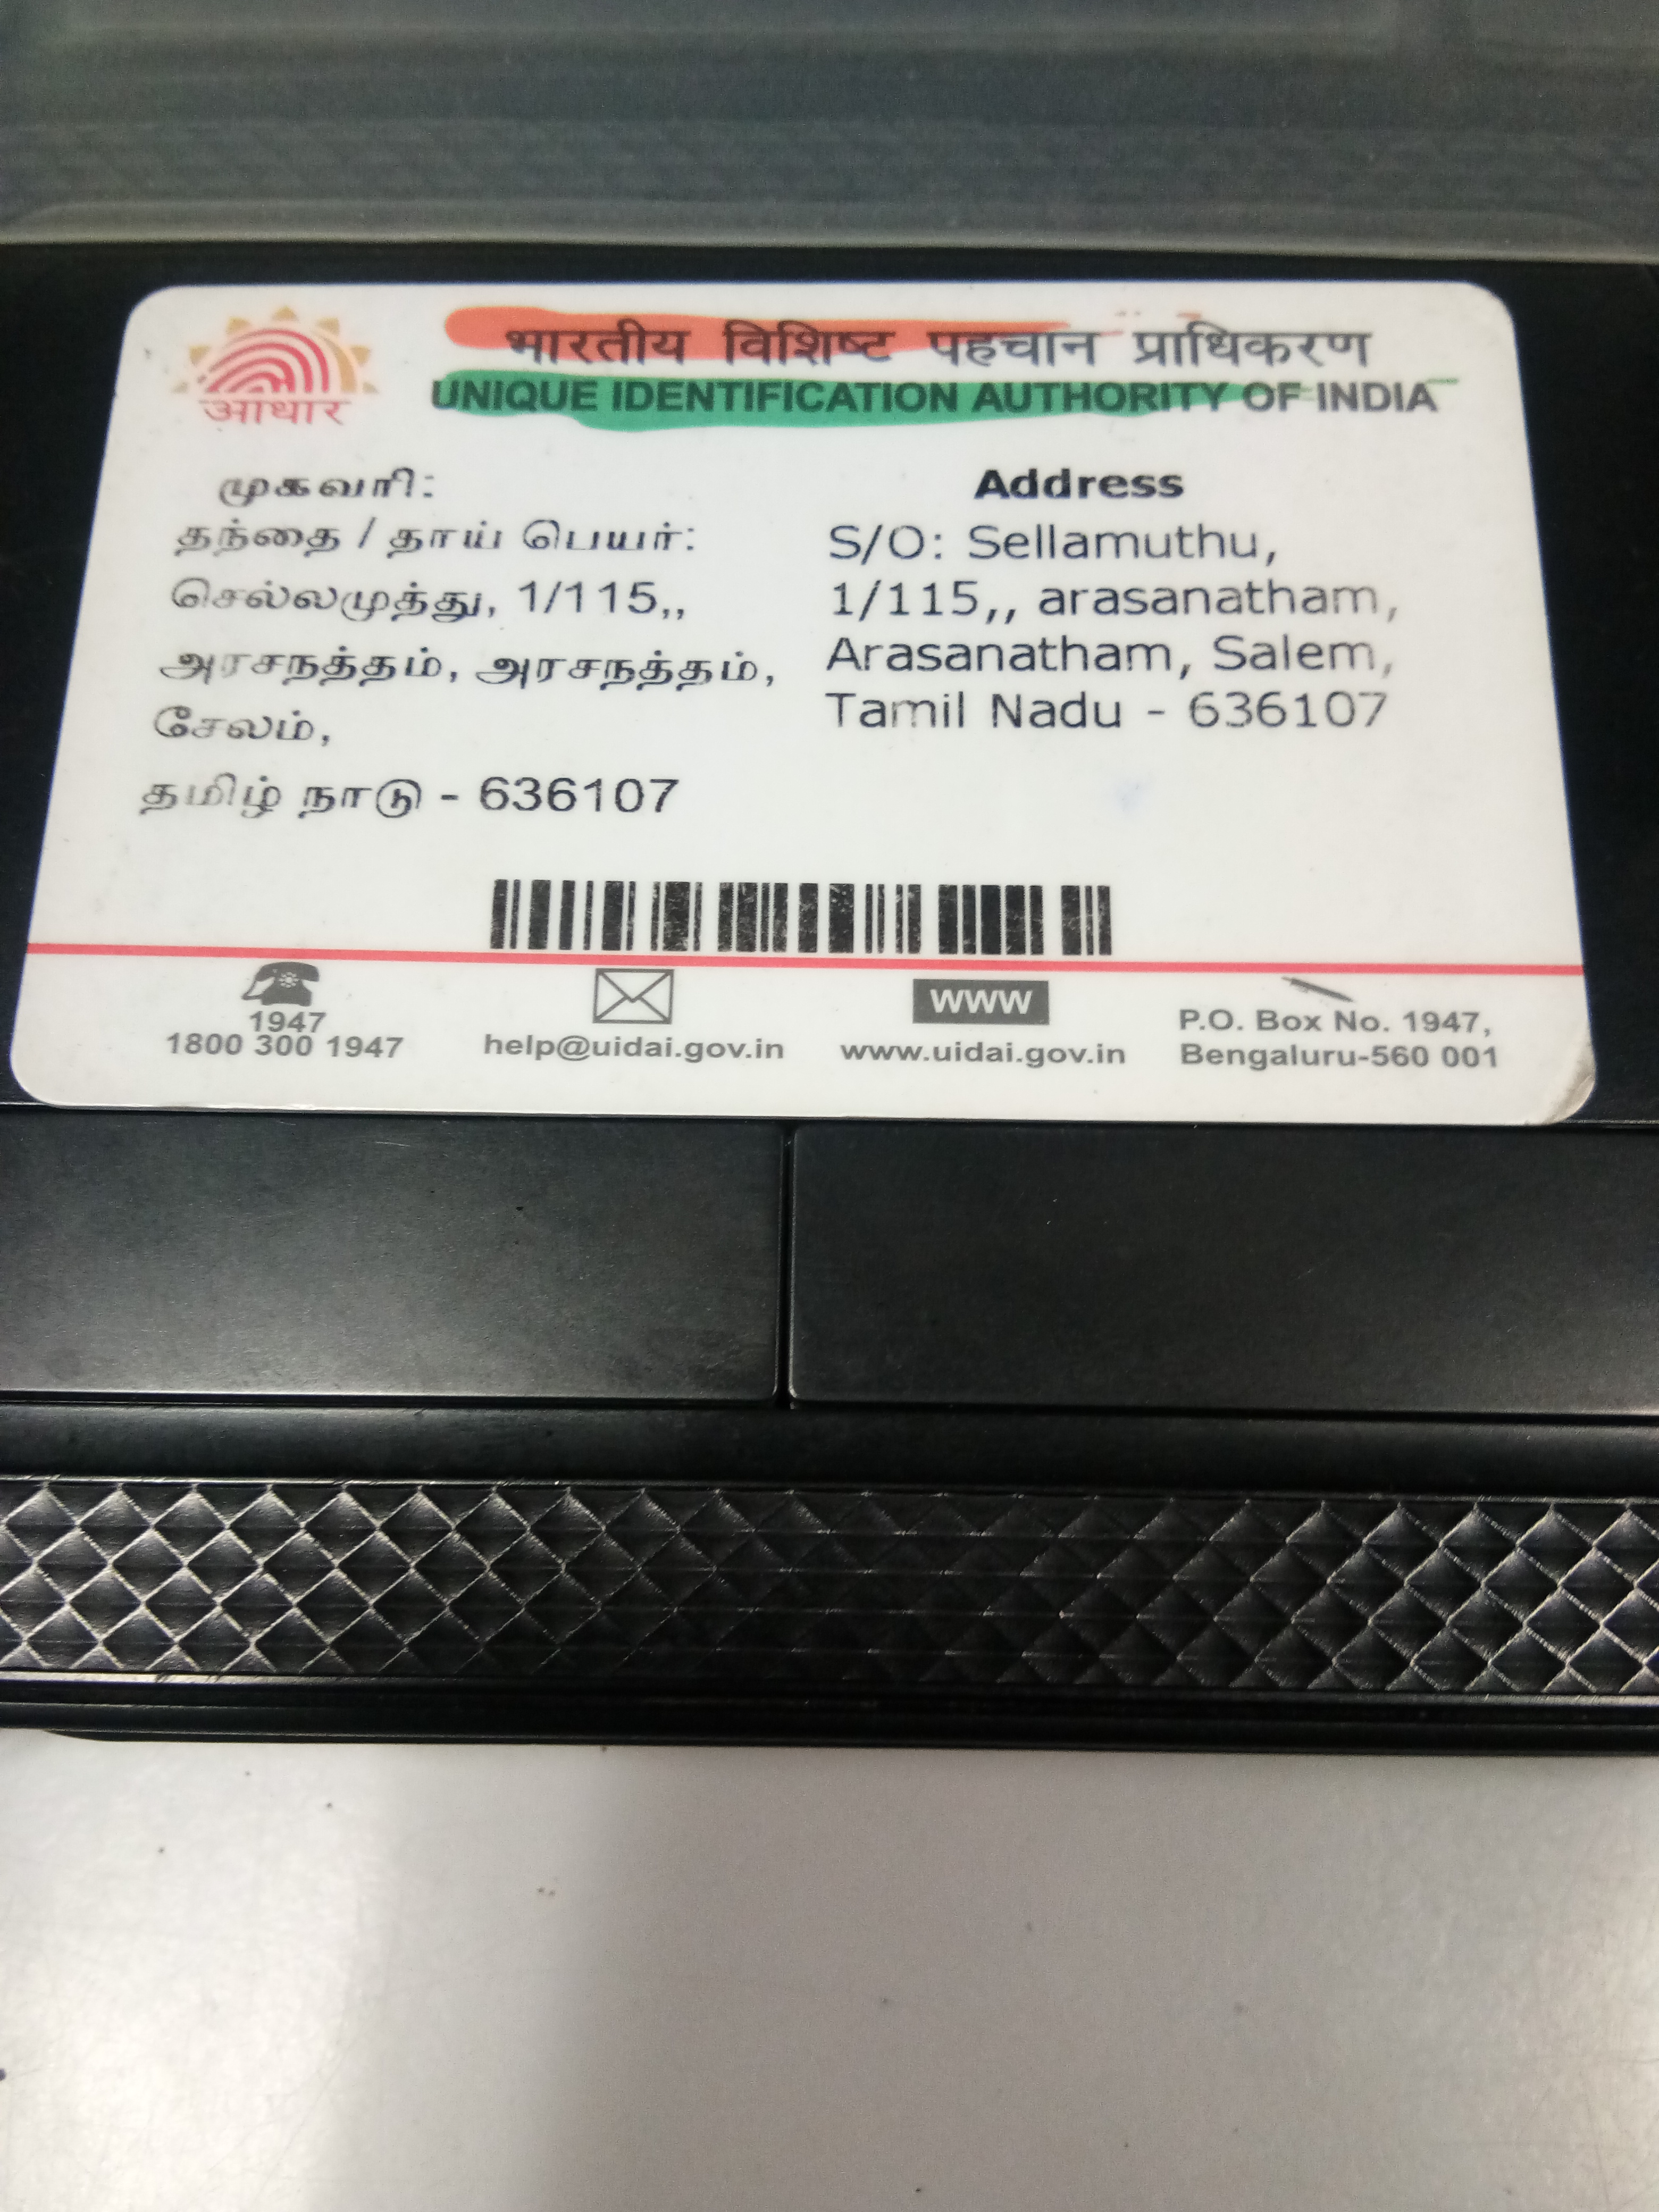 आधार
भारतीय विशिष्ट पहचान प्राधिकरण
UNIQUE IDENTIFICATION AUTHORITY OF INDIA
முகவரி:
தந்தை / தாய் பெயர்:
செல்லமுத்து, 1/115,,
அரசநத்தம், அரசநத்தம்,
சேலம்,
தமிழ் நாடு - 636107
Address
S/O: Sellamuthu,
1/115,, arasanatham,
Arasanatham, Salem,
Tamil Nadu - 636107
1947
1800 300 1947
help@uidai.gov.in
www
www.uidai.gov.in
P.O. Box No. 1947,
Bengaluru-560 001